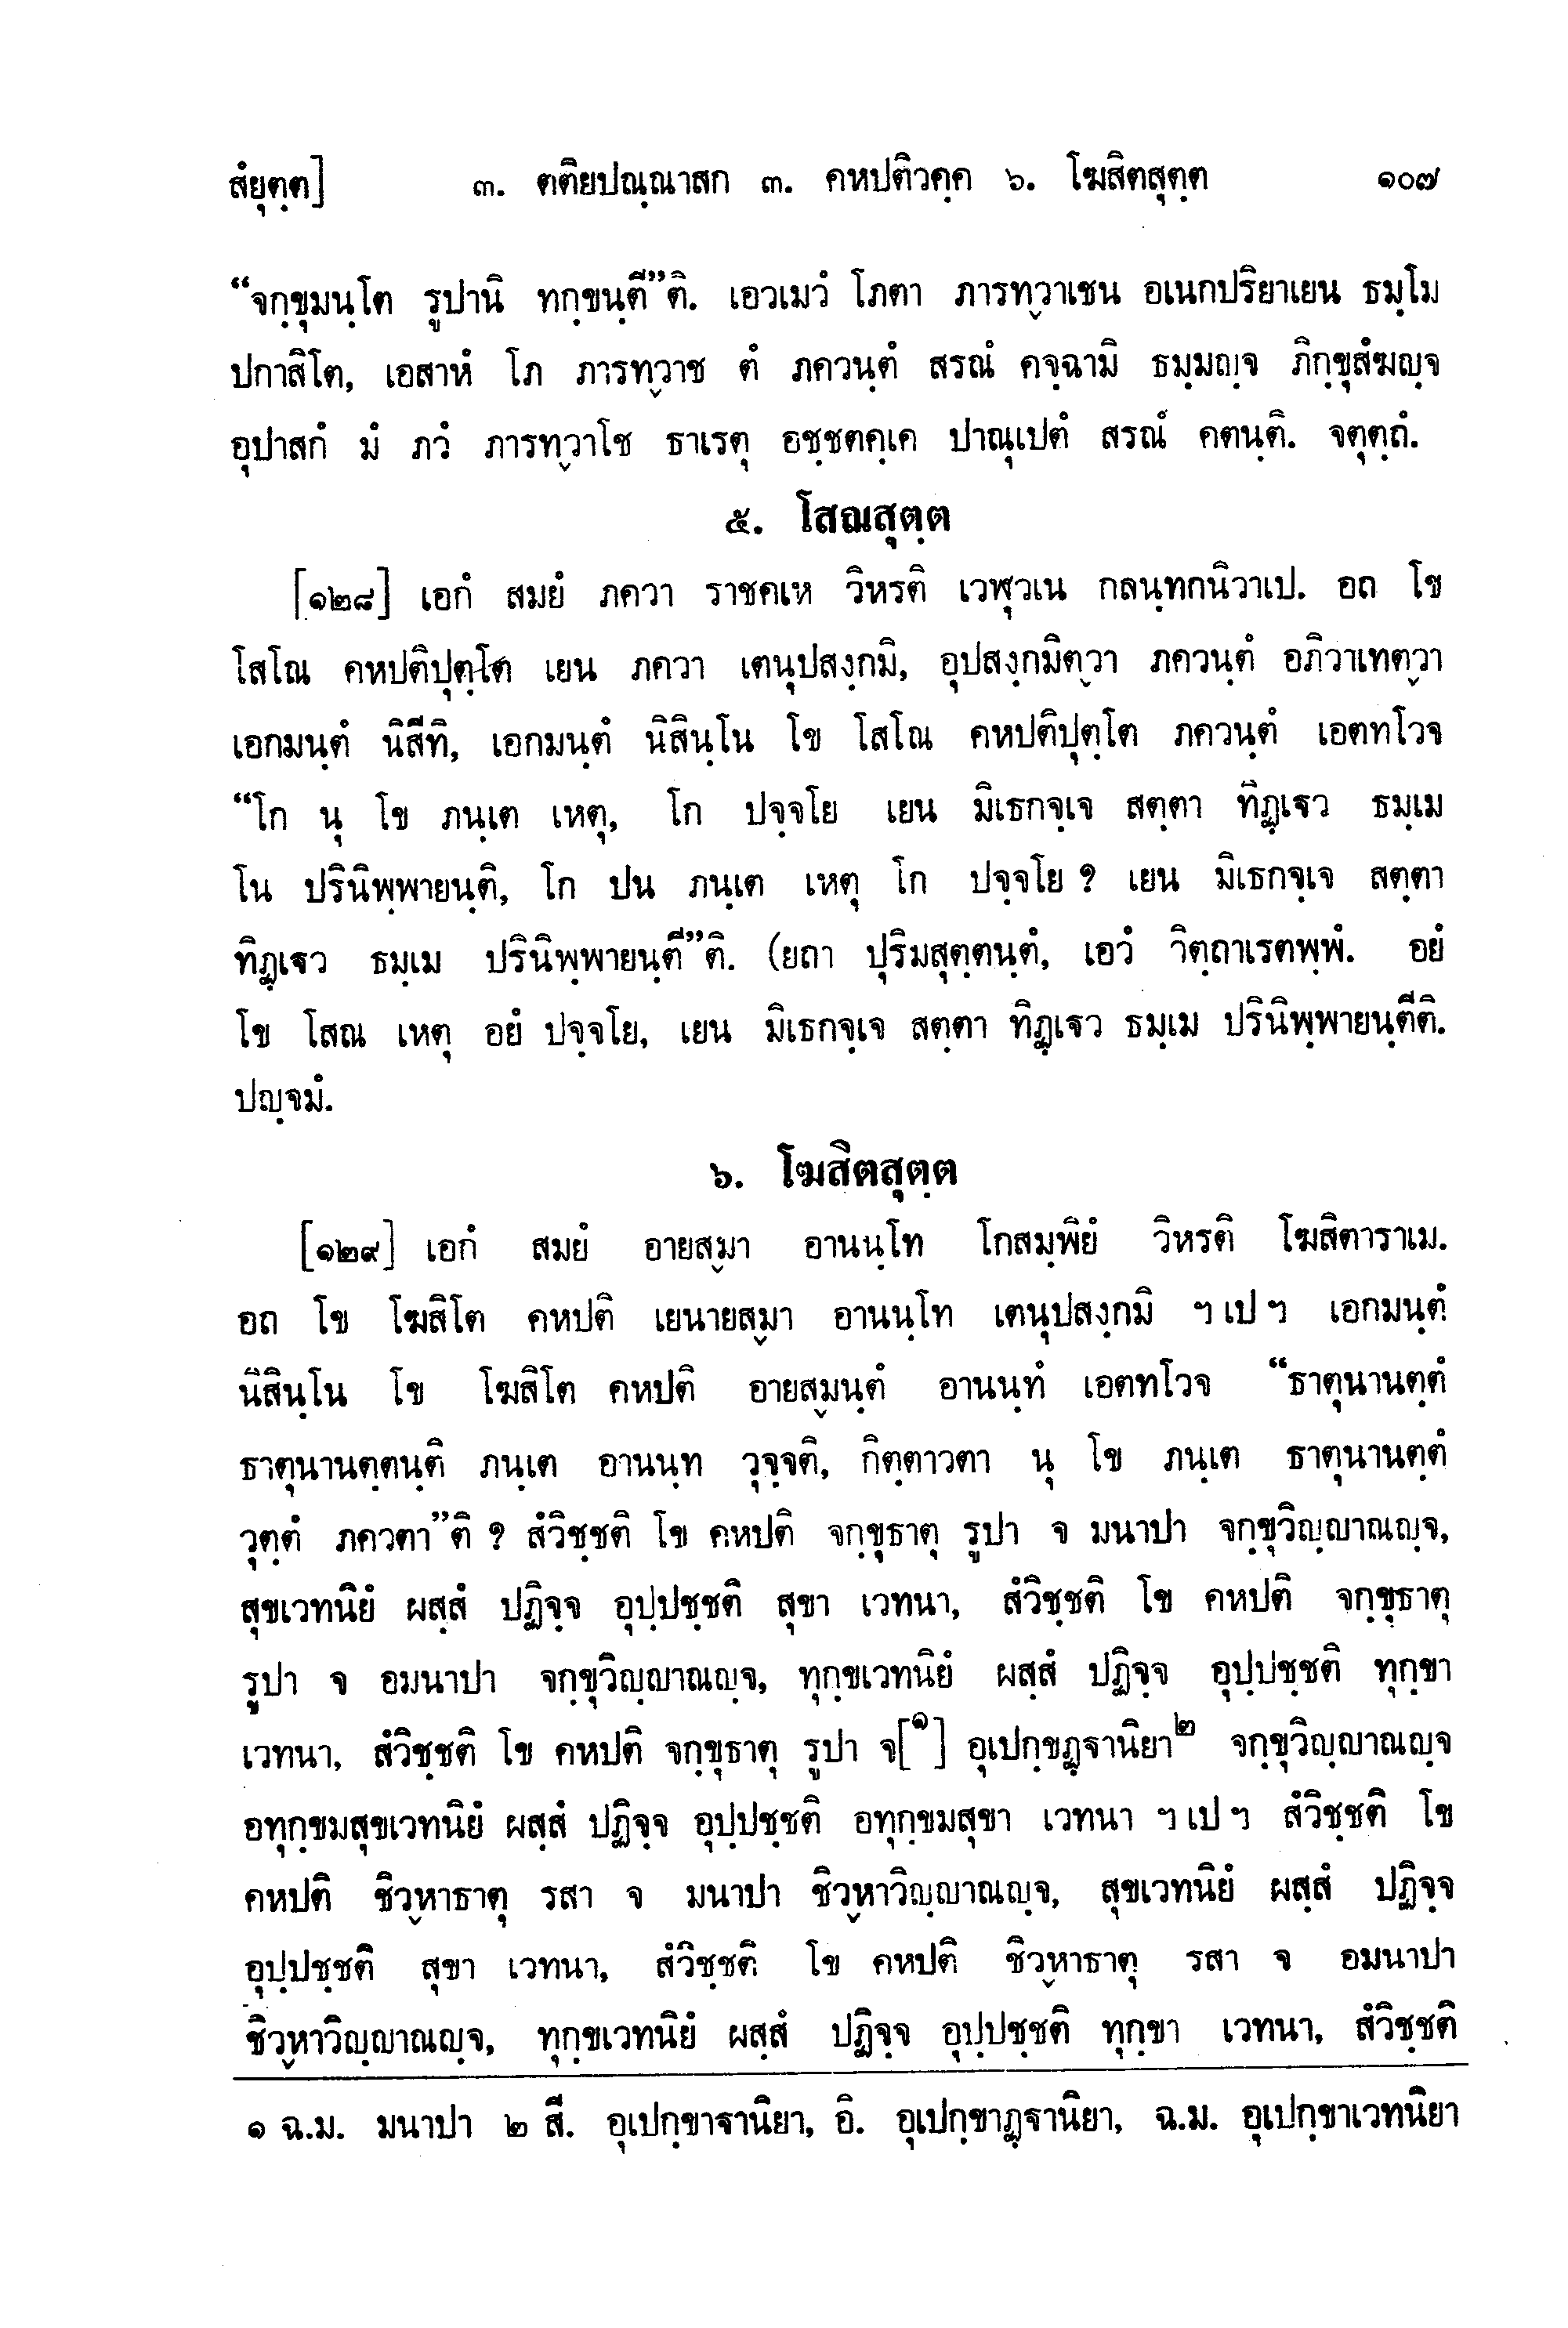 สํยุตฺต]	๓. ตติยปณฺณาสก ๓. คหปติวคฺค ๖. โฆสิตสุตฺต	๑๐๗
“จกฺขุมนฺโต รูปานิ ทกฺขนฺตี”ติ. เอวเมวํ โภตา ภารทฺวาเชน อเนกปริยาเยน ธมฺโม
ปกาสิโต, เอสาหํ โภ ภารทฺวาช ตํ ภควนฺตํ สรณํ คจฺฉามิ ธมฺมญฺจ ภิกฺขุสํฆญฺจ
อุปาสกํ มํ ภวํ ภารทฺวาโช ธาเรตุ อชฺชตคฺเค ปาณุเปตํ สรณํ คตนฺติ. จตุตฺถํ.
๕. โสณสุตฺต
[๑๒๘] เอกํ สมยํ ภควา ราชคเห วิหรติ เวฬุวเน กลนฺทกนิวาเป. อถ โข
โสโณ คหปติปุตฺโต เยน ภควา เตนุปสงฺกมิ, อุปสงฺกมิตฺวา ภควนฺตํ อภิวาเทตฺวา
เอกมนฺตํ นิสีทิ, เอกมนฺตํ นิสินฺโน โข โสโณ คหปติปุตฺโต ภควนฺตํ เอตทโวจ
“โก นุ โข ภนฺเต เหตุ, โก ปจฺจโย เยน มิเธกจฺเจ สตฺตา ทิฏฺเฐว ธมฺเม
โน ปรินิพฺพายนฺติ, โก ปน ภนฺเต เหตุ โก ปจฺจโย ? เยน มิเธกจฺเจ สตฺตา
ทิฏฺเฐว ธมฺเม ปรินิพฺพายนฺตี”ติ. (ยถา ปุริมสุตฺตนฺตํ, เอวํ วิตฺถาเรตพฺพํ. อยํ
โข โสณ เหตุ อยํ ปจฺจโย, เยน มิเธกจฺเจ สตฺตา ทิฏฺเฐว ธมฺเม ปรินิพฺพายนฺตีติ.
ปญฺจมํ.
๖. โฆสิตสุตฺต
[๑๒๙] เอกํ สมยํ อายสฺมา อานนฺโท โกสมฺพิยํ วิหรติ โฆสิตาราเม.
อถ โข โฆสิโต คหปติ เยนายสฺมา อานนฺโท เตนุปสงฺกมิ ฯ เป ฯ เอกมนฺตํ
นิสินฺโน โข โฆสิโต คหปติ อายสฺมนฺตํ อานนฺทํ เอตทโวจ “ธาตุนานตฺตํ
ธาตุนานตฺตนฺติ ภนฺเต อานนฺท วุจฺจติ, กิตฺตาวตา นุ โข ภนฺเต ธาตุนานตฺตํ
วุตฺตํ ภควตา”ติ ? สํวิชฺชติ โข คหปติ จกฺขุธาตุ รูปา จ มนาปา จกฺขุวิญฺญาณญฺจ,
สุขเวทนิยํ ผสฺสํ ปฏิจฺจ อุปฺปชฺชติ สุขา เวทนา, สํวิชฺชติ โข คหปติ จกฺขุธาตุ
รูปา จ อมนาปา จกฺขุวิญฺญาณญฺจ, ทุกฺขเวทนิยํ ผสฺสํ ปฏิจฺจ อุปฺปชฺชติ ทุกฺขา
เวทนา, สํวิชฺชติ โข คหปติ จกฺขุธาตุ รูปา จ[๑] อุเปกฺขฏฺฐานิยา๒ จกฺขุวิญฺญาณญฺจ
อทุกฺขมสุขเวทนิยํ ผสฺสํ ปฏิจฺจ อุปฺปชฺชติ อทุกฺขมสุขา เวทนา ฯ เป ฯ สํวิชฺชติ โข
คหปติ ชิวฺหาธาตุ รสา จ มนาปา ชิวฺหาวิญฺญาณญฺจ, สุขเวทนิยํ ผสฺสํ ปฏิจฺจ
อุปฺปชฺชติ สุขา เวทนา, สํวิชฺชติ โข คหปติ ชิวฺหาธาตุ รสา จ อมนาปา
ชิวฺหาวิญฺญาณญฺจ, ทุกฺขเวทนิยํ ผสฺสํ ปฏิจฺจ อุปฺปชฺชติ ทุกฺขา เวทนา, สํวิชฺชติ
๑ ฉ.ม. มนาปา ๒ สี. อุเปกฺขาฐานิยา, อิ. อุเปกฺขาฏฺฐานิยา, ฉ.ม. อุเปกฺขาเวทนิยา